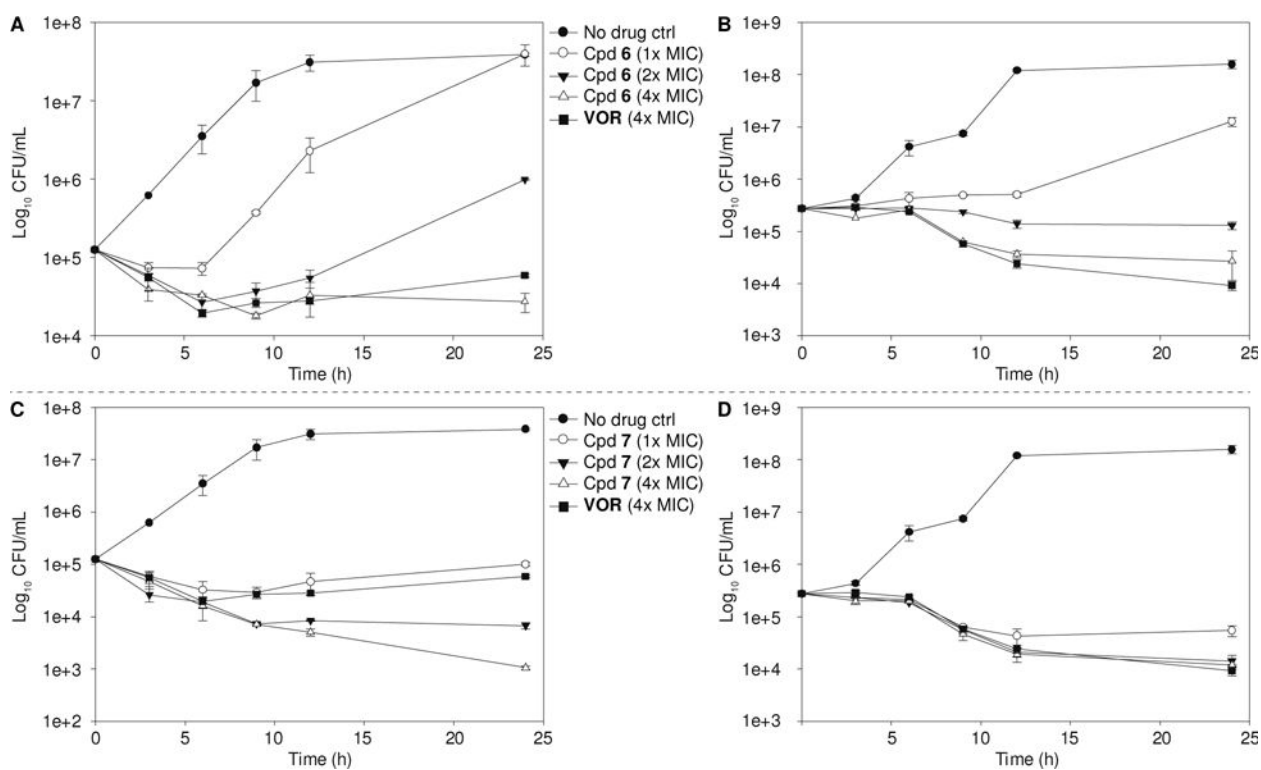 A
1e+8
1e+7
1e+6
1e+5
1e+4
Log10 CFU/mL
0
5
10
15
20
25
Time (h)
No drug ctrl
Cpd 6 (1x MIC)
Cpd 6 (2x MIC)
Cpd 6 (4x MIC)
VOR (4x MIC)
B
1e+9
1e+8
1e+7
1e+6
1e+5
1e+4
1e+3
Log10 CFU/mL
0
5
10
15
20
25
Time (h)
C
1e+8
1e+7
1e+6
1e+5
1e+4
1e+3
1e+2
Log10 CFU/mL
0
5
10
15
20
25
Time (h)
No drug ctrl
Cpd 7 (1x MIC)
Cpd 7 (2x MIC)
Cpd 7 (4x MIC)
VOR (4x MIC)
D
1e+9
1e+8
1e+7
1e+6
1e+5
1e+4
1e+3
Log10 CFU/mL
5
10
15
20
25
Time (h)